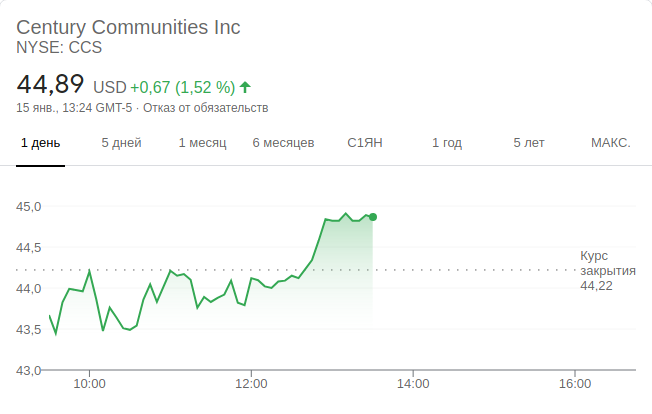 Century Communities Inc
NYSE: CCS
44,89 USD +0,67 (1,52 %)
15 янв., 13:24 GMT-5 · Отказ от обязательств
1 день 5 дней 1 месяц 6 месяцев С1ЯН 1 год 5 лет МАКС.
45,0
44,5
Курс
закрытия
44,22
44,0
43,5
43,0
10:00 12:00 14:00 16:00